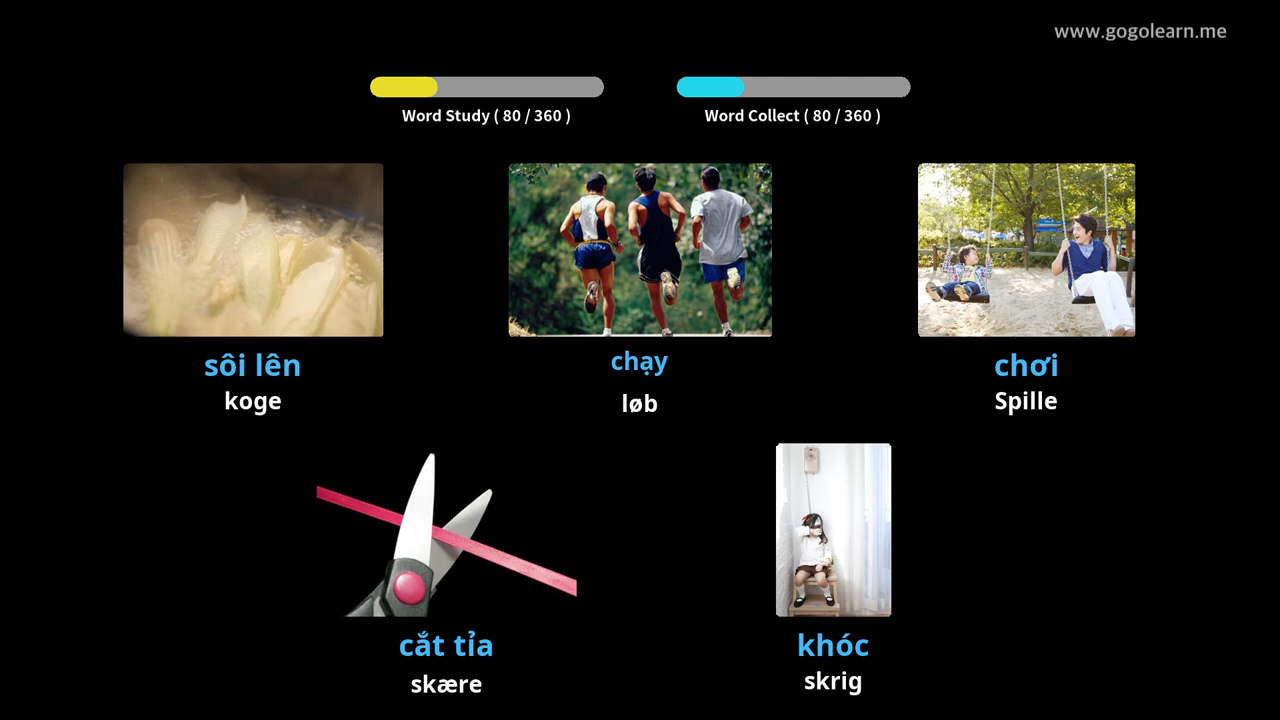 www.gogolearn.me
Word Study ( 80 / 360 )
Word Collect ( 80 / 360 )
sôi lên
koge
chạy
løb
chơi
Spille
cắt tỉa
skære
khóc
skrig